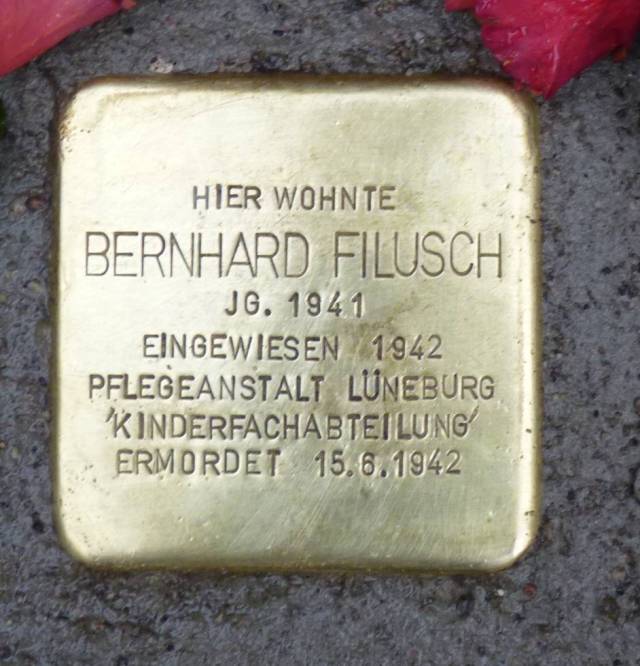 HIER WOHNTE
BERNHARD FILUSCH
JG. 1941
EINGEWIESEN 1942
PFLEGEANSTALT LÜNEBURG
'KINDERFACHABTEILUNG'
ERMORDET 15.6.1942